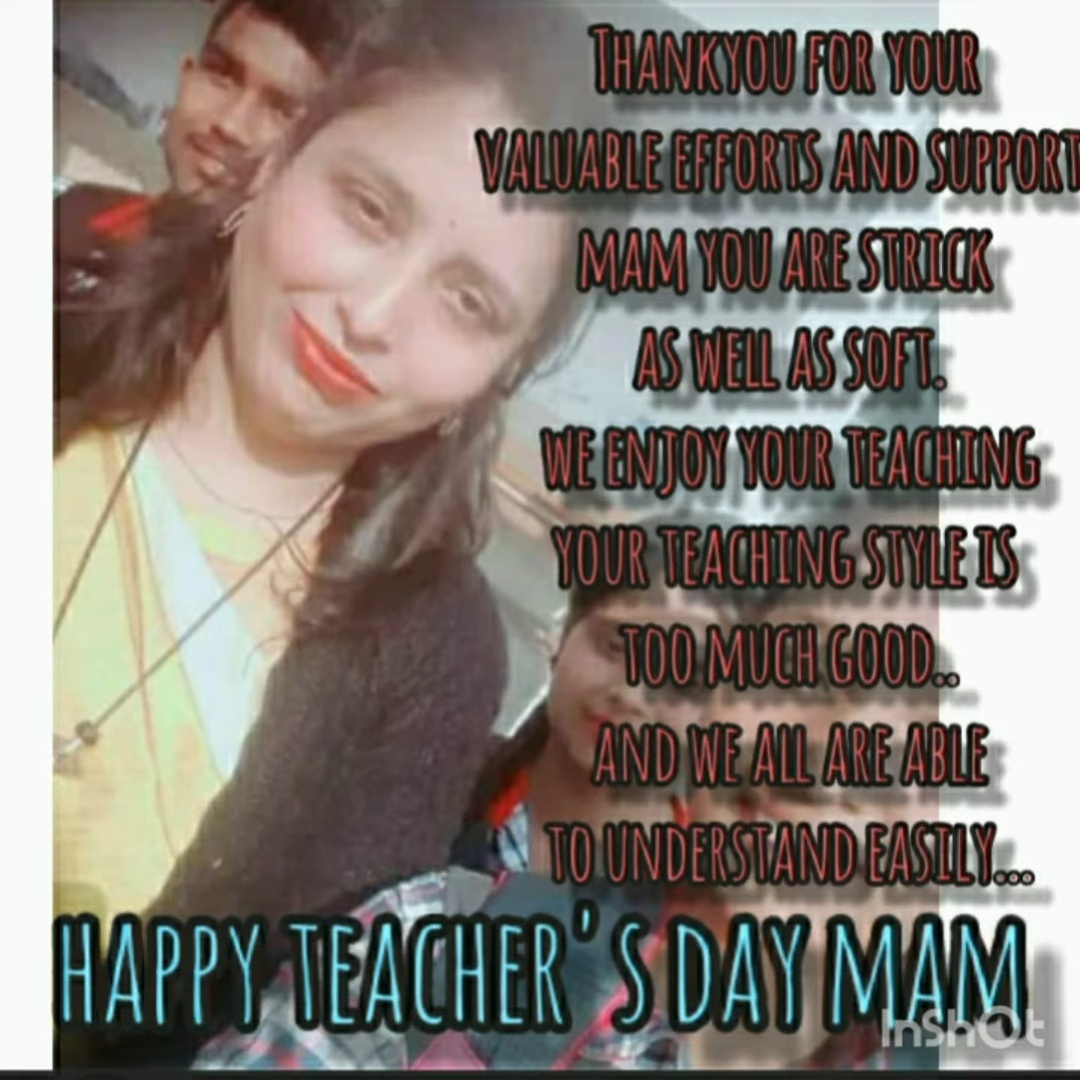 THANKYOU FOR YOUR
VALUABLE EFFORTS AND SUPPORT
MAM YOU ARE STRICK
AS WELL AS SOFT.
WE ENJOY YOUR TEACHING
YOUR TEACHING STYLE IS
TOO MUCH GOOD..
AND WE ALL ARE ABLE
TO UNDERSTAND EASILY...
HAPPY TEACHER'S DAY MAM
InShOt